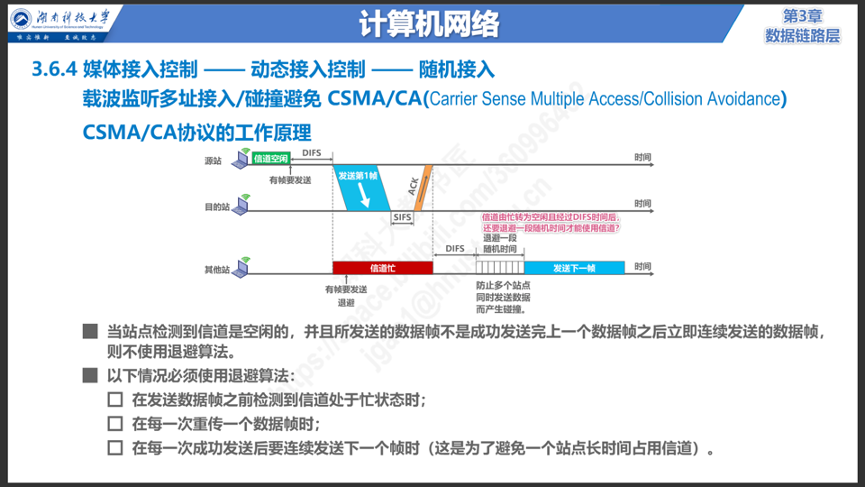 湖南科技大学
Hunan University of Science and Technology
唯实惟新 至诚致志
计算机网络
第3章
数据链路层
3.6.4 媒体接入控制 —— 动态接入控制 —— 随机接入
载波监听多址接入/碰撞避免 CSMA/CA(Carrier Sense Multiple Access/Collision Avoidance)
CSMA/CA协议的工作原理
源站
信道空闲
DIFS
时间
有帧要发送
发送第1帧
ACK
目的站
SIFS
时间
信道由忙转为空闲且经过DIFS时间后,
还要退避一段随机时间才能使用信道?
退避一段
随机时间
DIFS
其他站
信道忙
发送下一帧
时间
有帧要发送
退避
防止多个站点
同时发送数据
而产生碰撞。
当站点检测到信道是空闲的，并且所发送的数据帧不是成功发送完上一个数据帧之后立即连续发送的数据帧，
则不使用退避算法。
以下情况必须使用退避算法：
在发送数据帧之前检测到信道处于忙状态时；
在每一次重传一个数据帧时；
在每一次成功发送后要连续发送下一个帧时（这是为了避免一个站点长时间占用信道）。